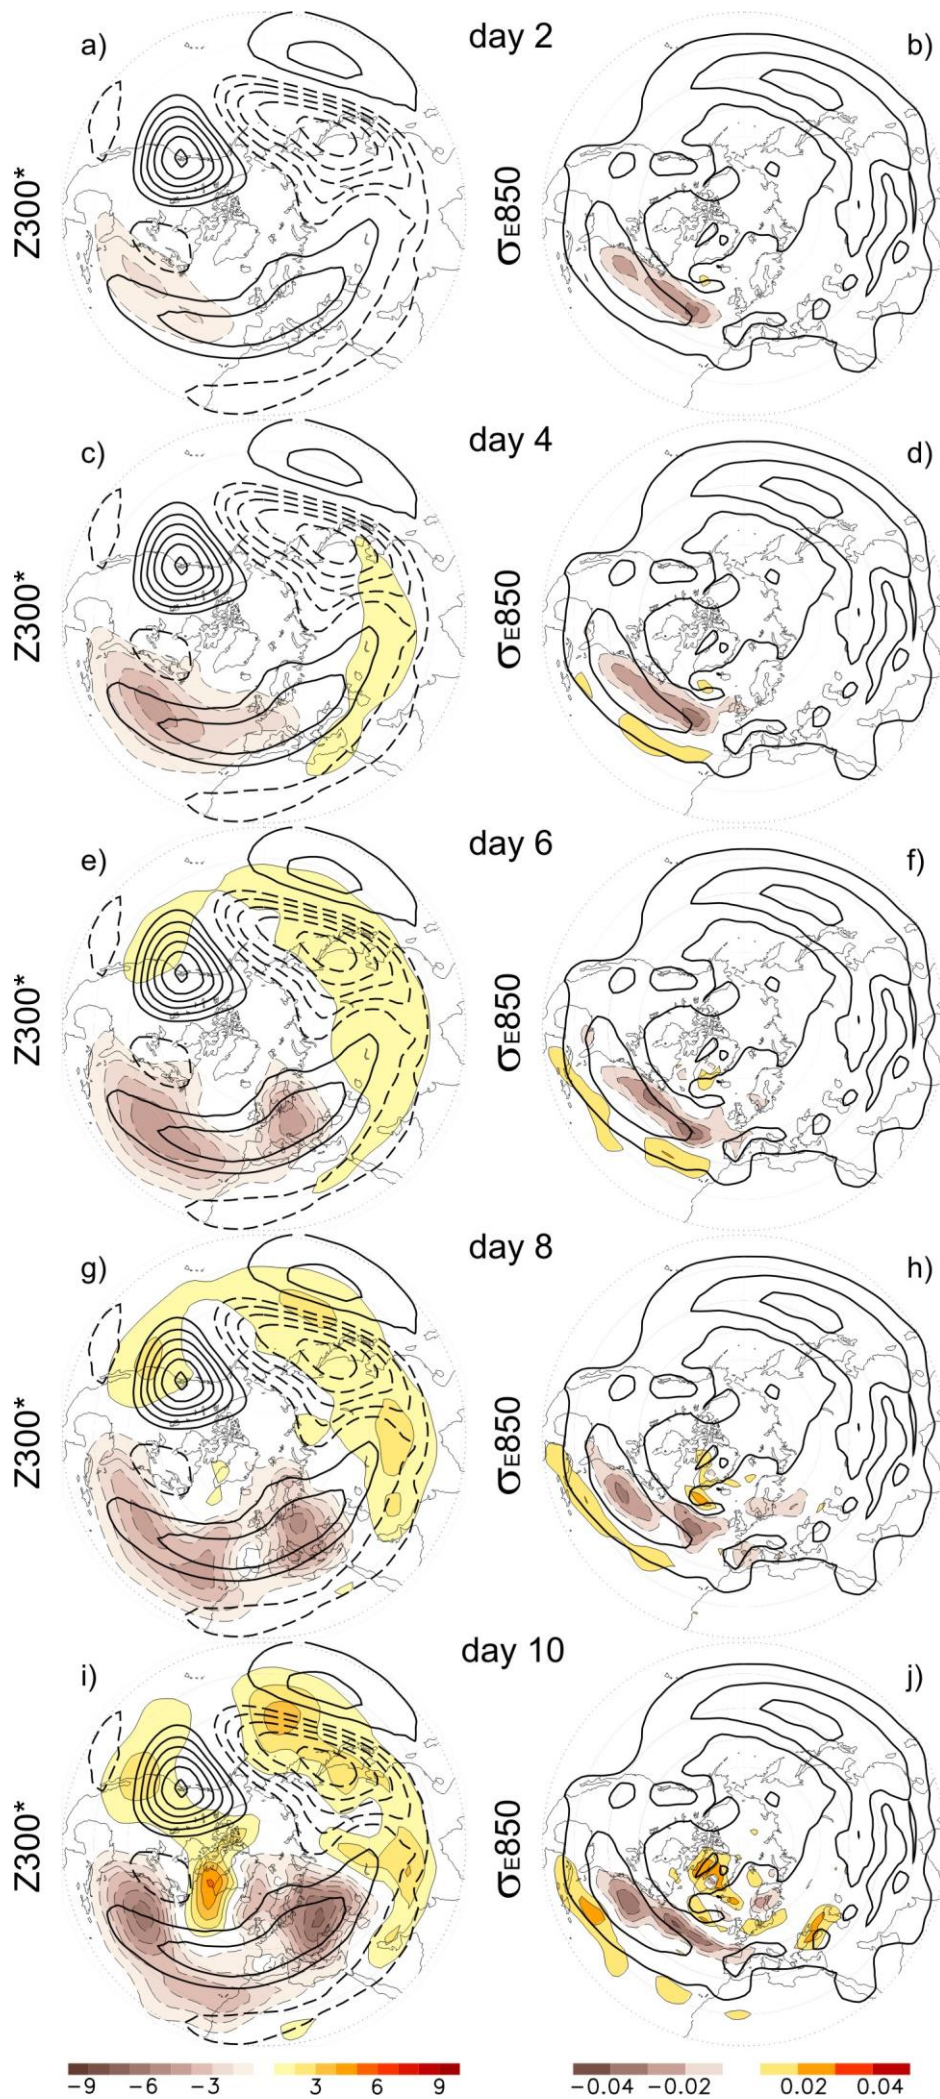 a) day 2 b)
Z300* σE850
c) day 4 d)
Z300* σE850
e) day 6 f)
Z300* σE850
g) day 8 h)
Z300* σE850
i) day 10 j)
Z300* σE850
−9 −6 −3 3 6 9 −0.04 −0.02 0.02 0.04